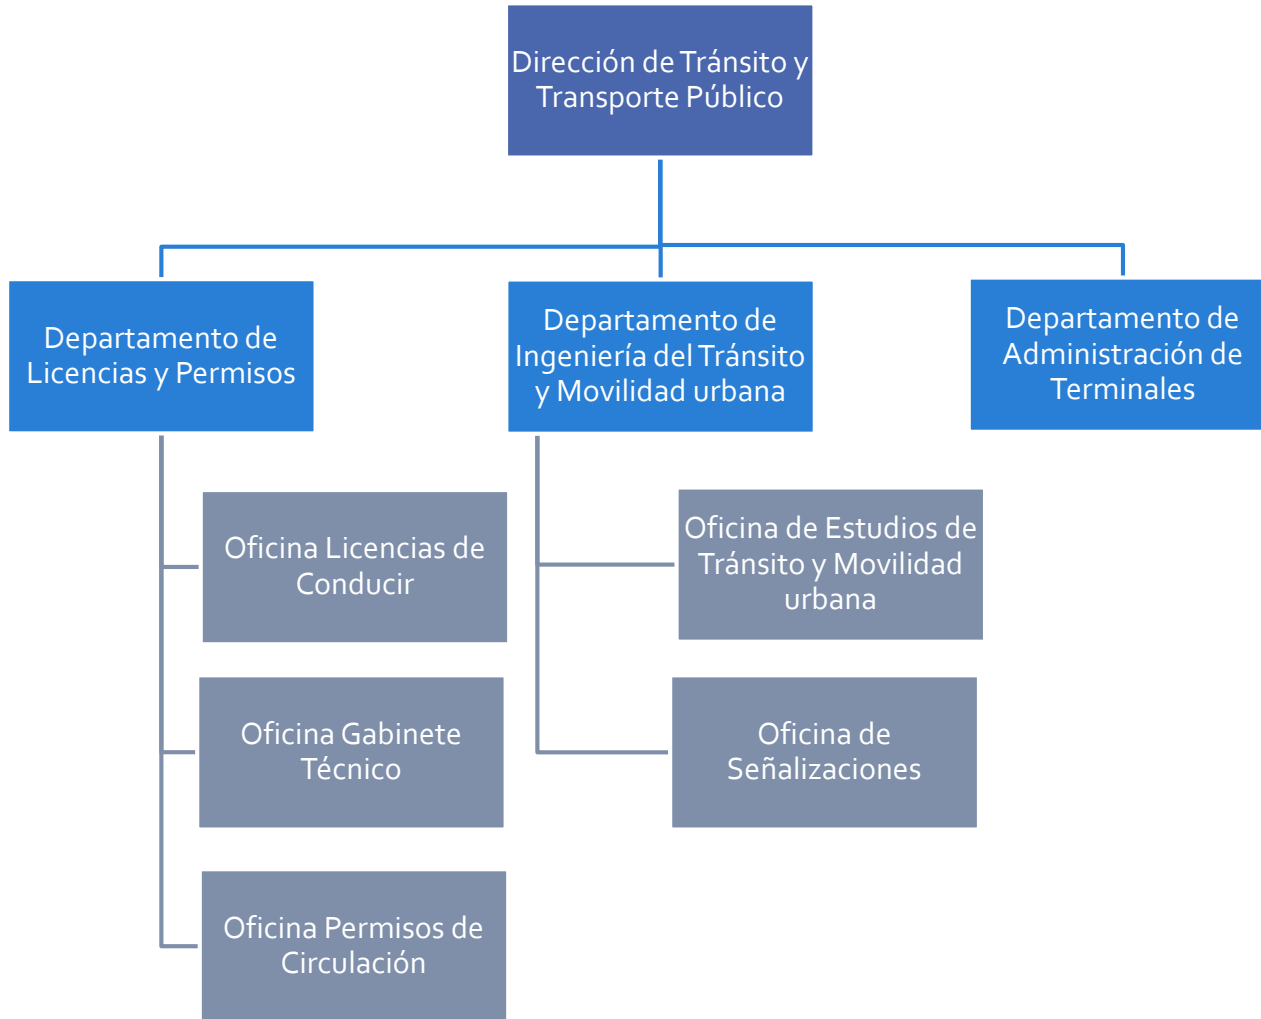 Dirección de Tránsito y
Transporte Público
Departamento de
Licencias y Permisos
Departamento de
Ingeniería del Tránsito
y Movilidad urbana
Departamento de
Administración de
Terminales
Oficina Licencias de
Conducir
Oficina de Estudios de
Tránsito y Movilidad
urbana
Oficina Gabinete
Técnico
Oficina de
Señalizaciones
Oficina Permisos de
Circulación